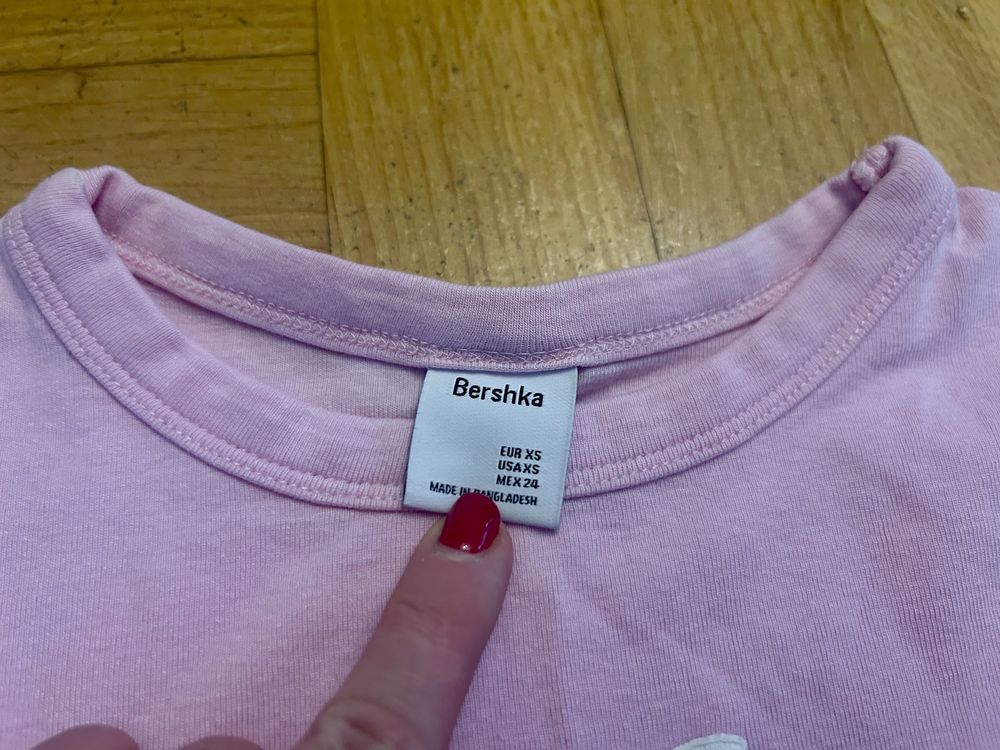 Bershka
EUR XS
USA XS
MEX 24
MADE IN BANGLADESH